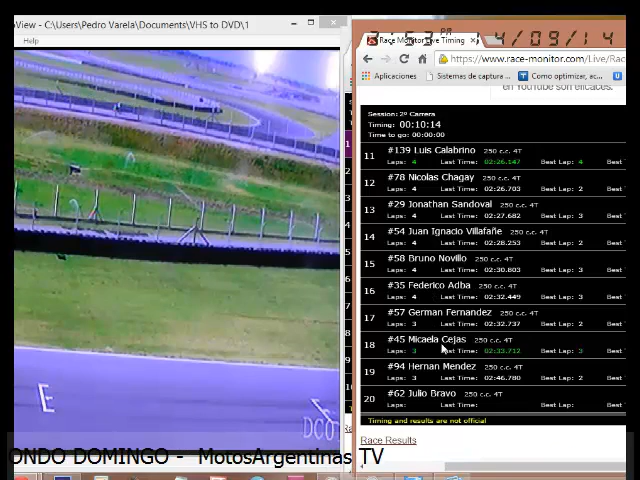 oView - C:\Users\Pedro Varela\Documents\VHS to DVD\1
Help
E
Race Monitor Live Timing
https://www.race-monitor.com/Live/Rac
Aplicaciones
Sistemas de captura ...
Como optimizar, ac...
en YouTube son eficaces.
Session: 2º Carrera
Timing: 00:10:14
Time to go: 00:00:00
11 #139 Luis Calabrino 250 c.c. 4T
Laps: 4 Last Time: 02:26.147 Best Lap: 4 Best
12 #78 Nicolas Chagay 250 c.c. 4T
Laps: 4 Last Time: 02:26.703 Best Lap: 2 Best
13 #29 Jonathan Sandoval 250 c.c. 4T
Laps: 4 Last Time: 02:27.682 Best Lap: 3 Best
14 #54 Juan Ignacio Villafañe 250 c.c. 4T
Laps: 4 Last Time: 02:28.253 Best Lap: 2 Best
15 #58 Bruno Novillo 250 c.c. 4T
Laps: 4 Last Time: 02:30.803 Best Lap: 3 Best
16 #35 Federico Adba 250 c.c. 4T
Laps: 4 Last Time: 02:32.449 Best Lap: 3 Best
17 #57 German Fernandez 250 c.c. 4T
Laps: 3 Last Time: 02:32.737 Best Lap: 2 Best
18 #45 Micaela Cejas 250 c.c. 4T
Laps: 3 Last Time: 02:33.712 Best Lap: 3 Best
19 #94 Hernan Mendez 250 c.c. 4T
Laps: 3 Last Time: 02:46.780 Best Lap: 2 Best
20 #62 Julio Bravo 250 c.c. 4T
Laps: Last Time: Best Lap: Best
Timing and results are not official
Race Results
ONDO DOMINGO - MotosArgentinas TV